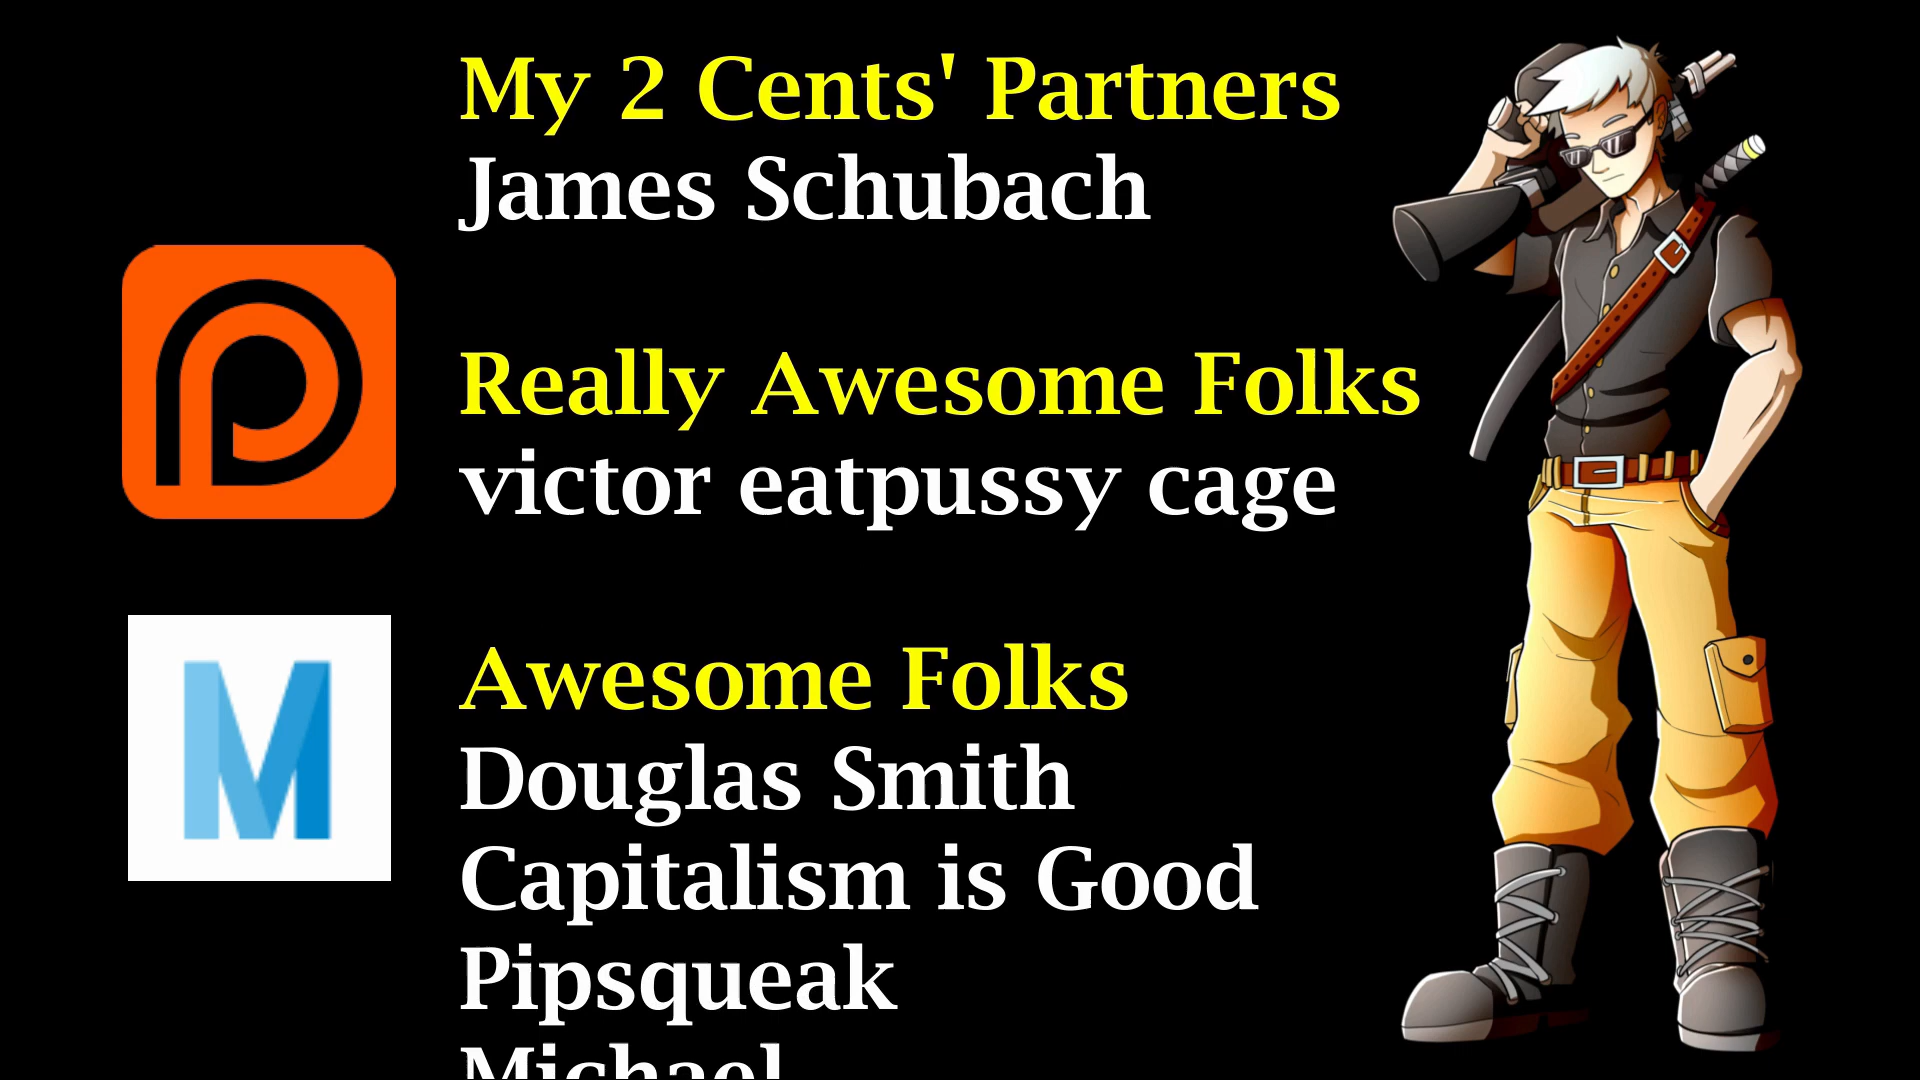 My 2 Cents' Partners
James Schubach
Really Awesome Folks
victor eatpussy cage
Awesome Folks
Douglas Smith
Capitalism is Good
Pipsqueak
Michael
M